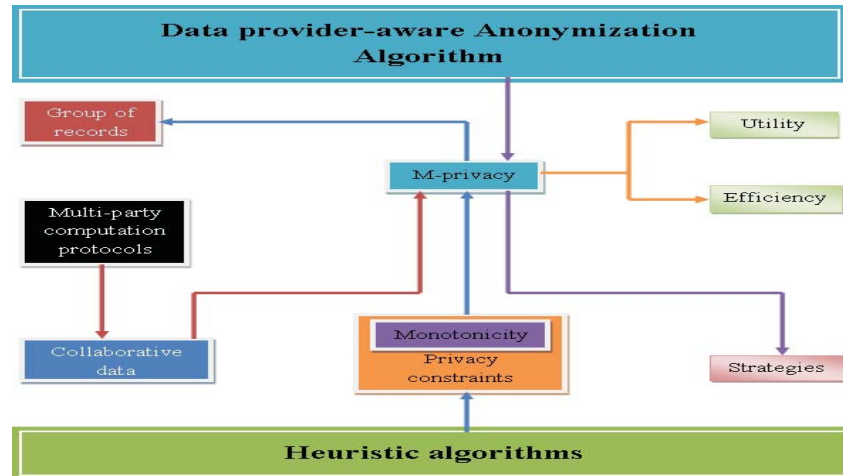 Data provider-aware Anonymization
Algorithm
Group of
records
Utility
M-privacy
Efficiency
Multi-party
computation
protocols
Monotonicity
Privacy
constraints
Collaborative
data
Strategies
Heuristic algorithms